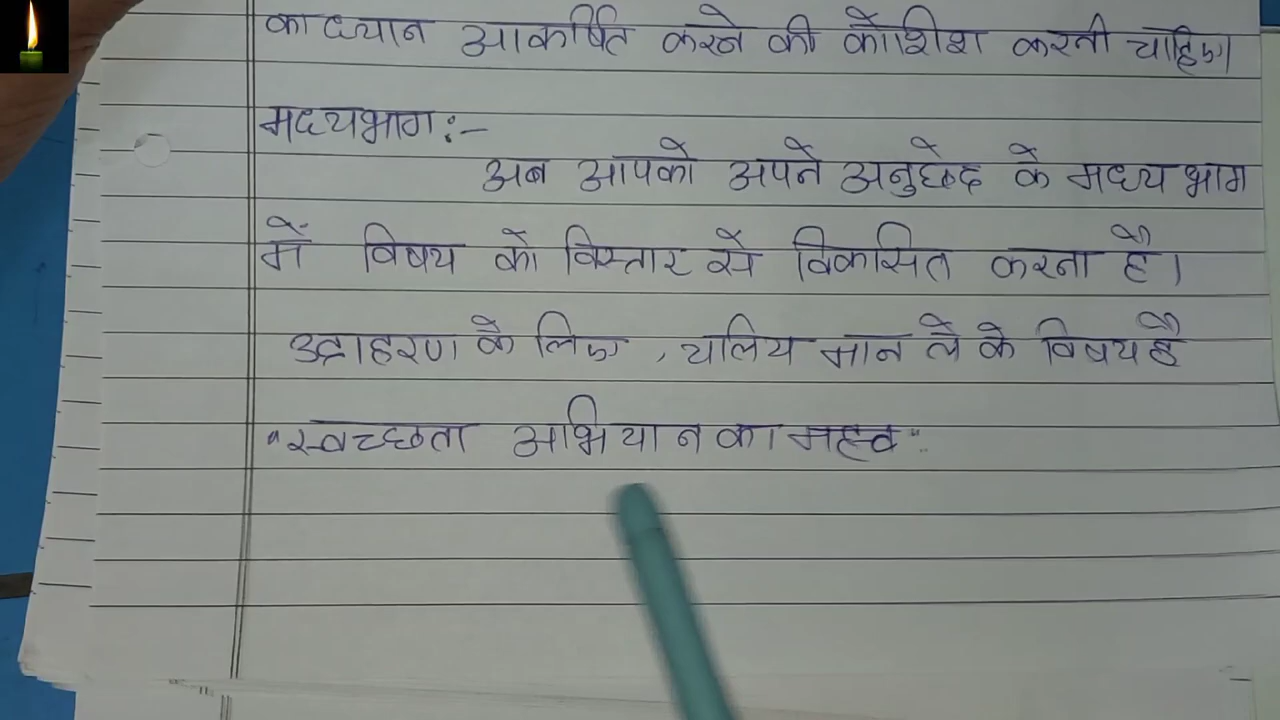 का ध्यान आकर्षित करने की कोशिश करनी चाहिए।
मध्यभाग :-
अब आपको अपने अनुछेद के मध्य भाग
में विषय को विस्तार से विकसित करना है।
उदाहरण के लिए, चलिय मान ले के विषय है
"स्वच्छता अभियान का महत्व"